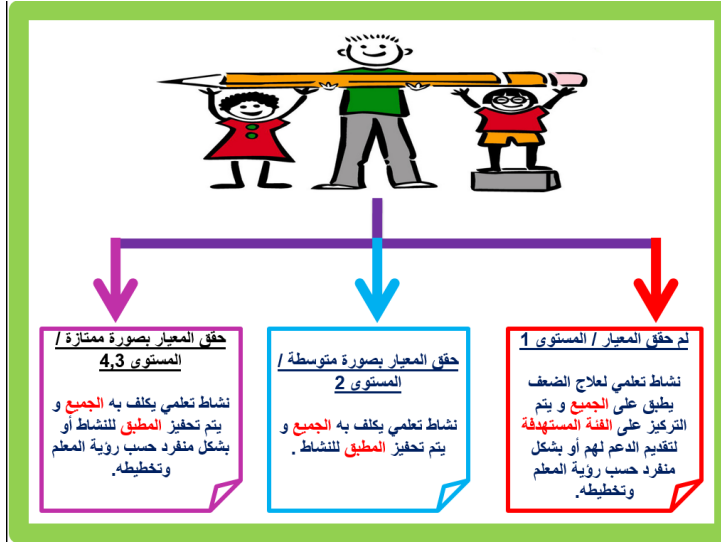 لم حقق المعيار / المستوى 1
نشاط تعلمي لعلاج الضعف
يطبق على الجميع و يتم
التركيز على الفئة المستهدفة
لتقديم الدعم لهم أو بشكل
منفرد حسب رؤية المعلم
وتخطيطه.
حقق المعيار بصورة متوسطة /
المستوى 2
نشاط تعلمي يكلف به الجميع و
يتم تحفيز المطبق للنشاط .
حقق المعيار بصورة ممتازة /
المستوى 4,3
نشاط تعلمي يكلف به الجميع و
يتم تحفيز المطبق للنشاط أو
بشكل منفرد حسب ر�ية المعلم
وتخطيطه.